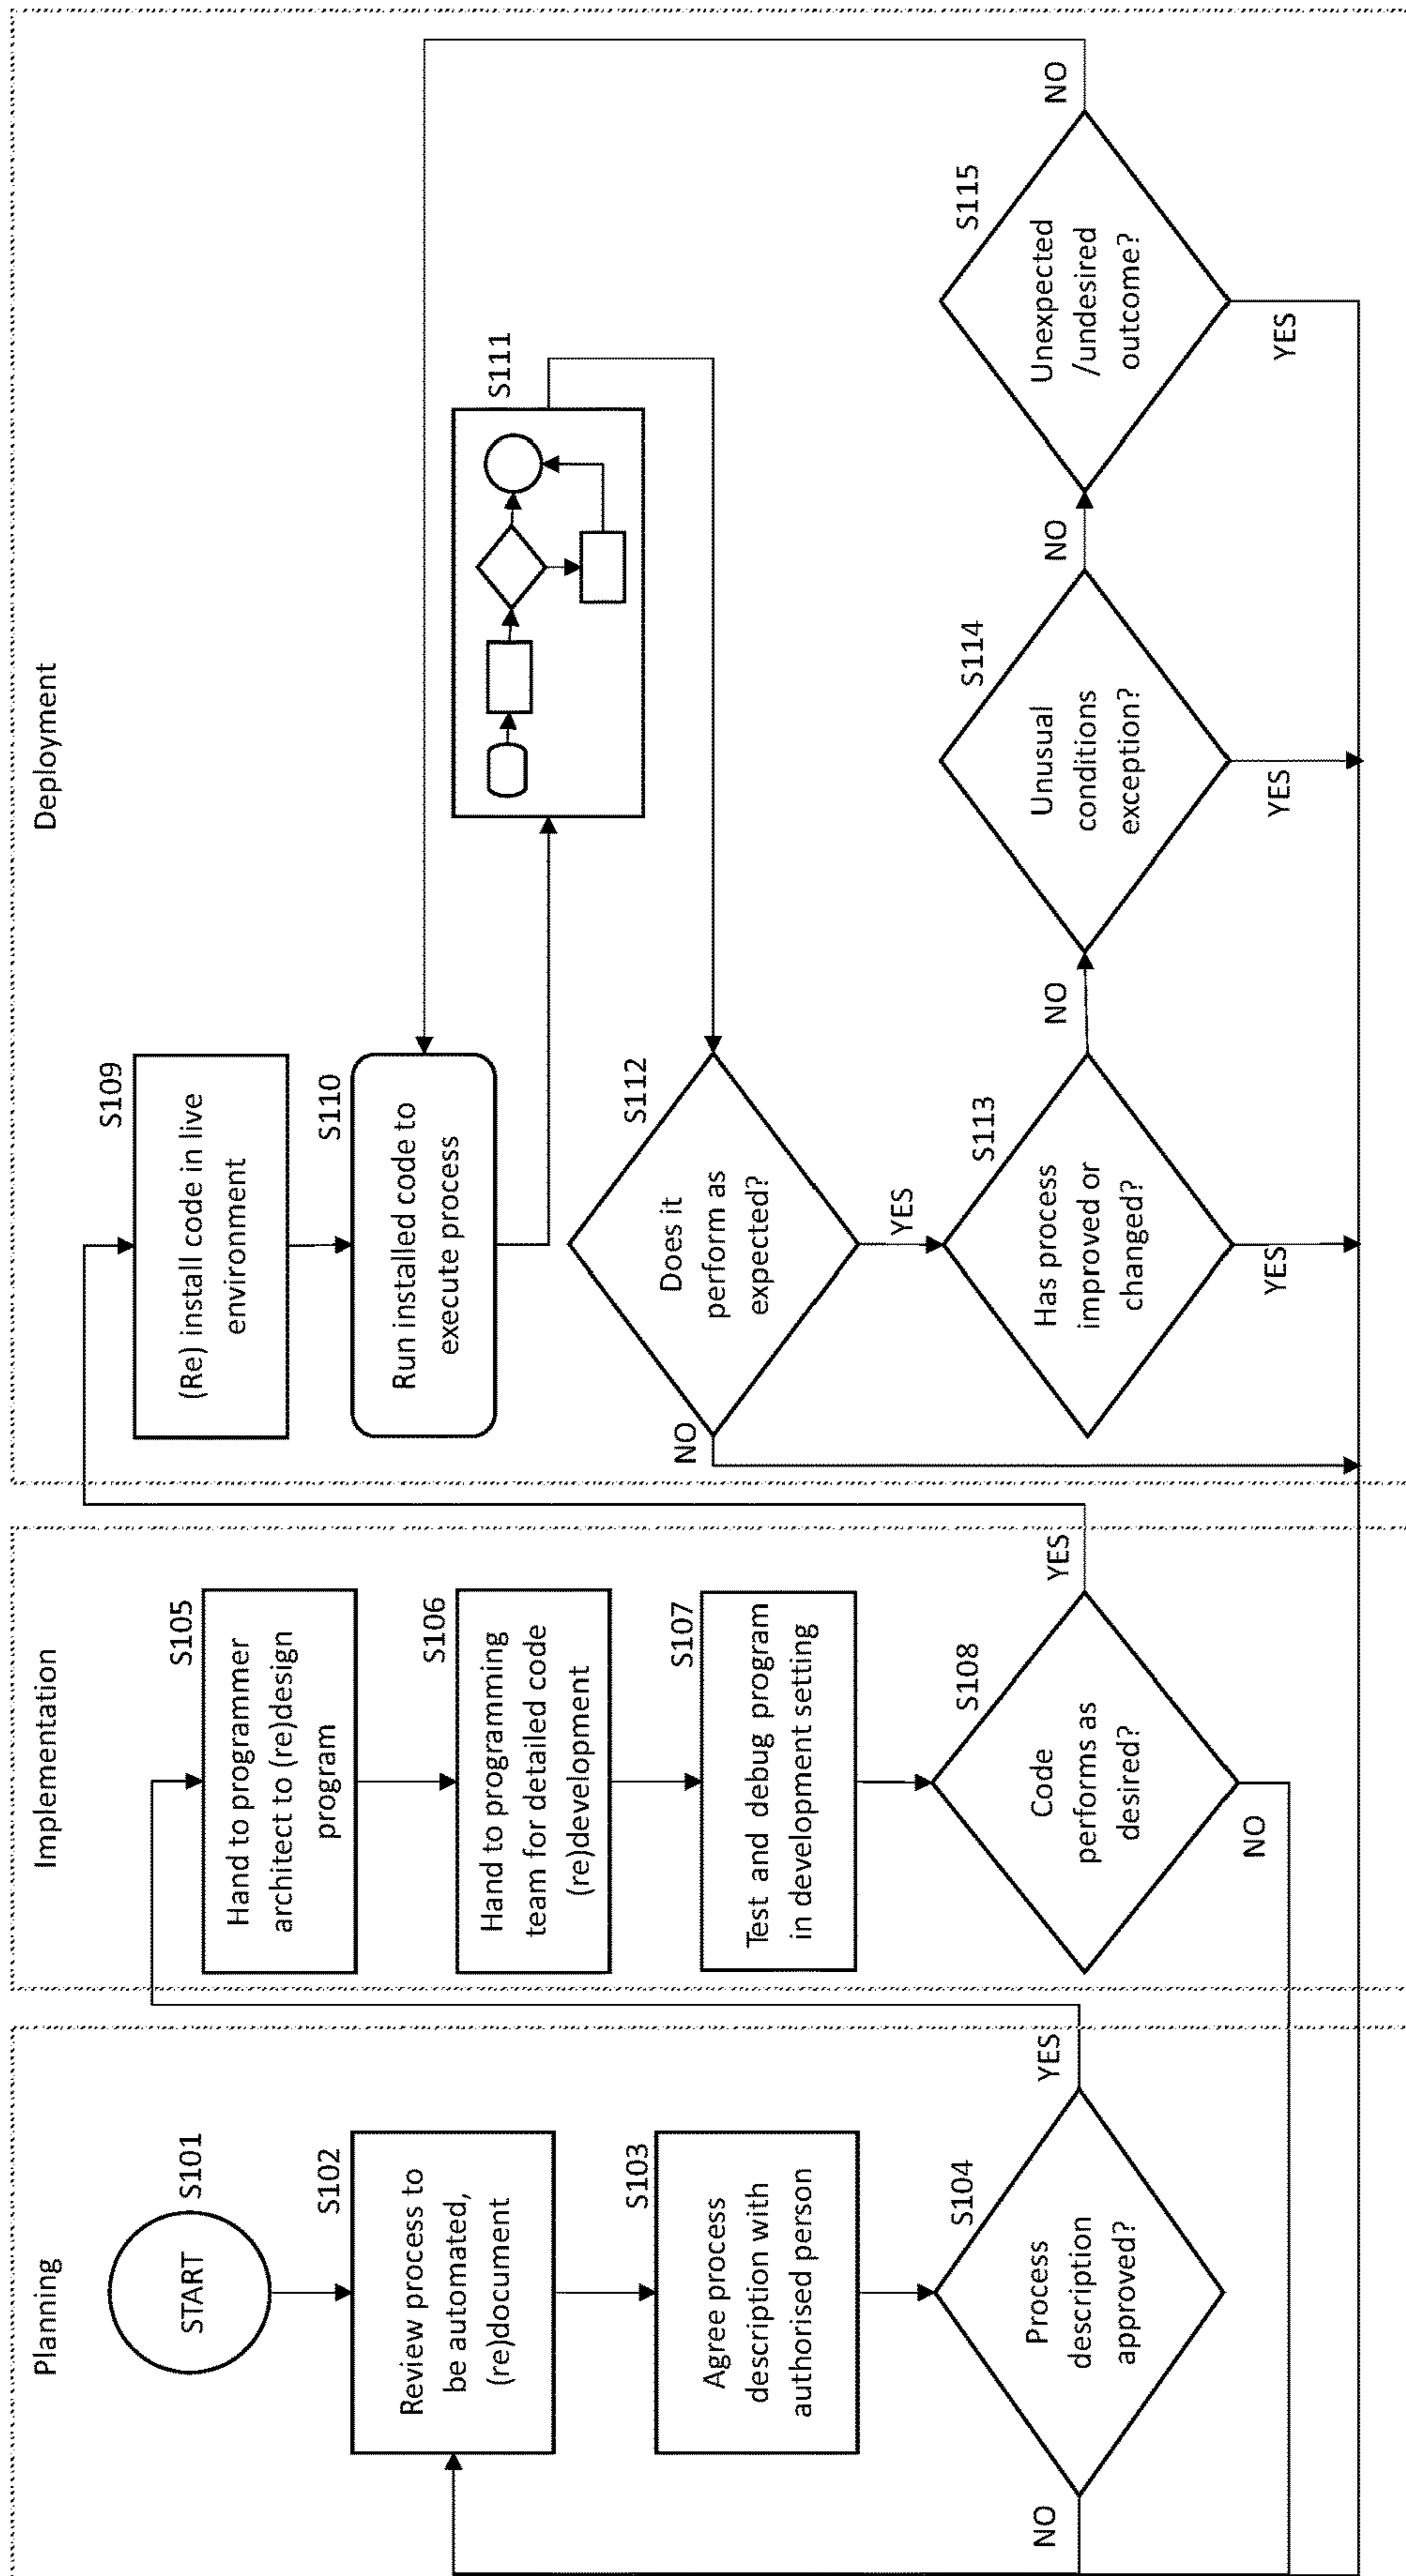 Planning
START
S101
S102
Review process to
be automated,
(re)document
S103
Agree process
description with
authorised person
S104
Process
description
approved?
NO
YES
Implementation
S105
Hand to programmer
architect to (re)design
program
S106
Hand to programming
team for detailed code
(re)development
S107
Test and debug program
in development setting
S108
Code
performs as
desired?
YES
NO
Deployment
S109
(Re) install code in live
environment
S110
Run installed code to
execute process
S111
S112
Does it
perform as
expected?
NO
YES
S113
Has process
improved or
changed?
NO
YES
S114
Unusual
conditions
exception?
NO
YES
S115
Unexpected
/undesired
outcome?
NO
YES